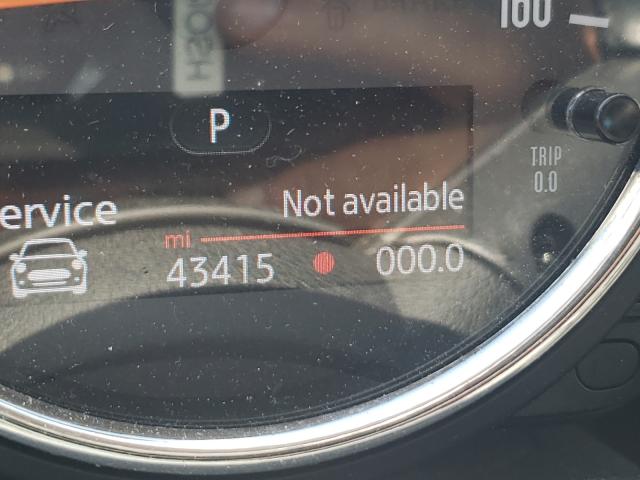 160
P
TRIP
0.0
ervice
Not available
mi
43415
000.0